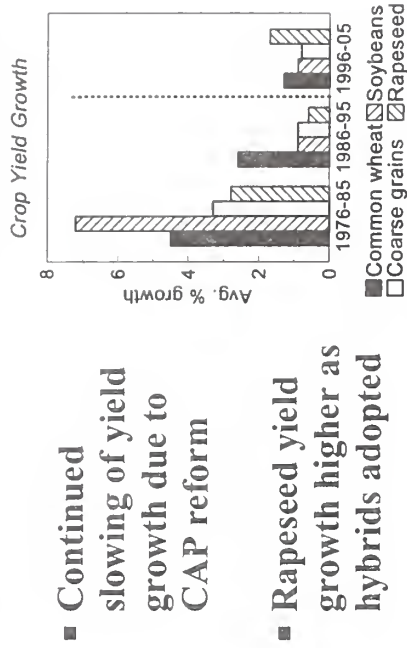 ■ Continued
slowing of yield
growth due to
CAP reform
■ Rapeseed yield
growth higher as
hybrids adopted
Crop Yield Growth
Avg. % growth
8
6
4
2
0
1976-85 1986-95 1996-05
Common wheat Soybeans
Coarse grains Rapeseed